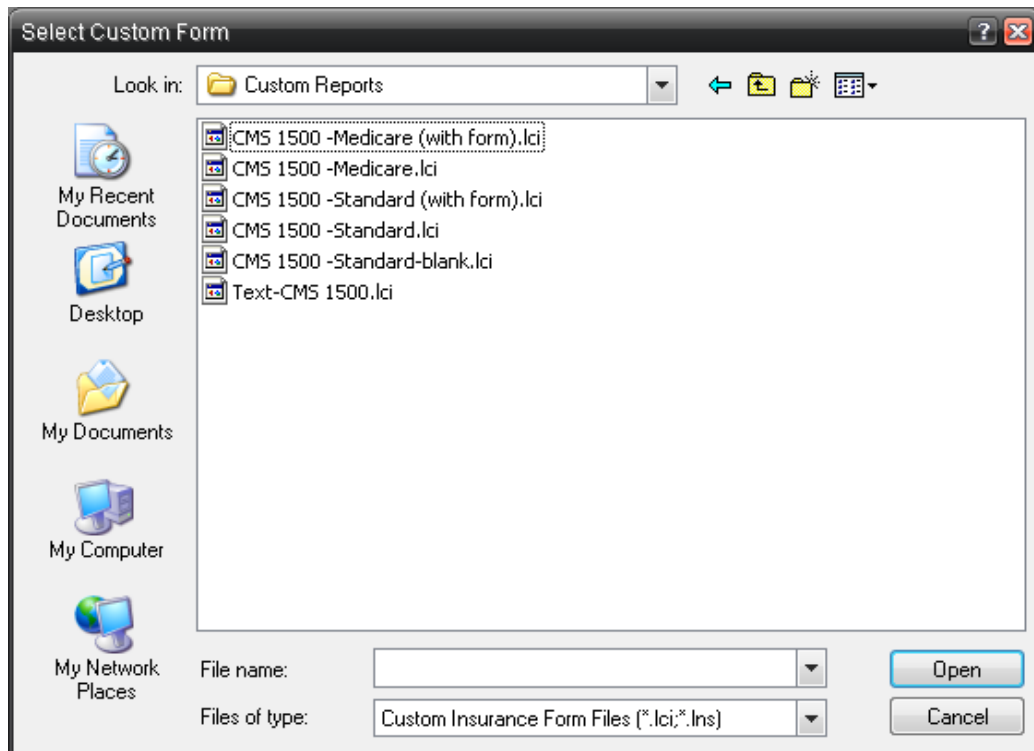 Select Custom Form
Look in:
Custom Reports
My Recent
Documents
Desktop
My Documents
My Computer
My Network
Places
CMS 1500 -Medicare (with form).lci
CMS 1500 -Medicare.lci
CMS 1500 -Standard (with form).lci
CMS 1500 -Standard.lci
CMS 1500 -Standard-blank.lci
Text-CMS 1500.lci
File name:
Open
Files of type:
Custom Insurance Form Files (*.lci;*.Ins)
Cancel